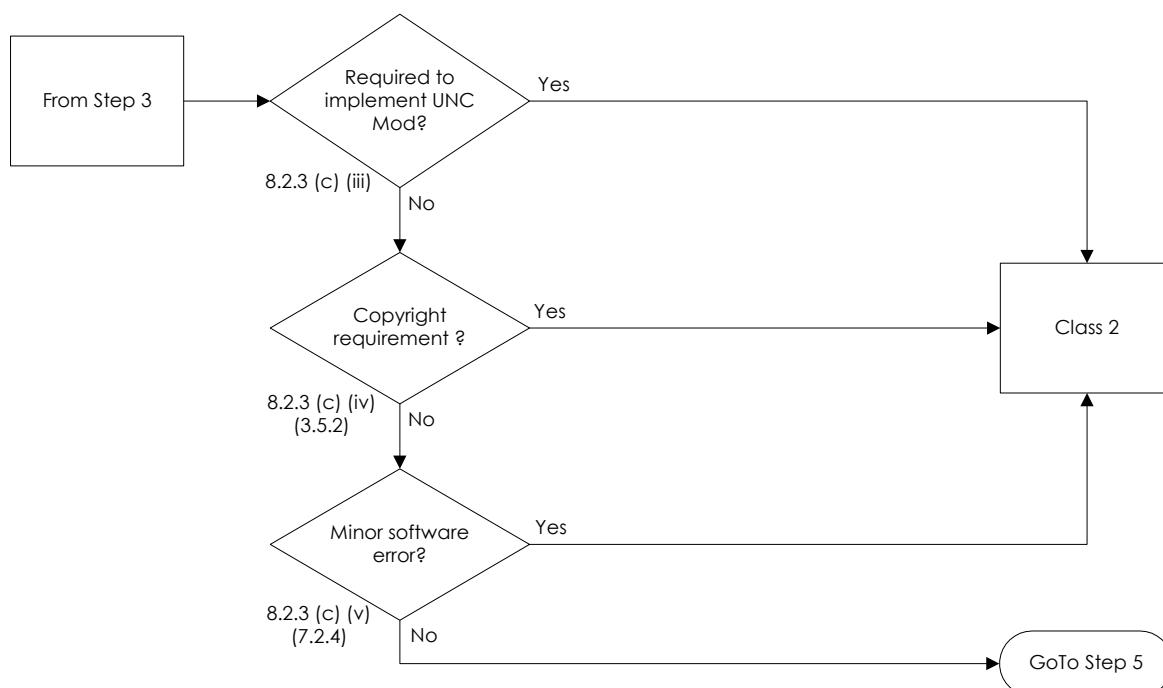 From Step 3
Required to
implement UNC
Mod?
Yes
8.2.3 (c) (iii)
No
Copyright
requirement ?
Yes
Class 2
8.2.3 (c) (iv)
(3.5.2)
No
Minor software
error?
Yes
8.2.3 (c) (v)
(7.2.4)
No
GoTo Step 5